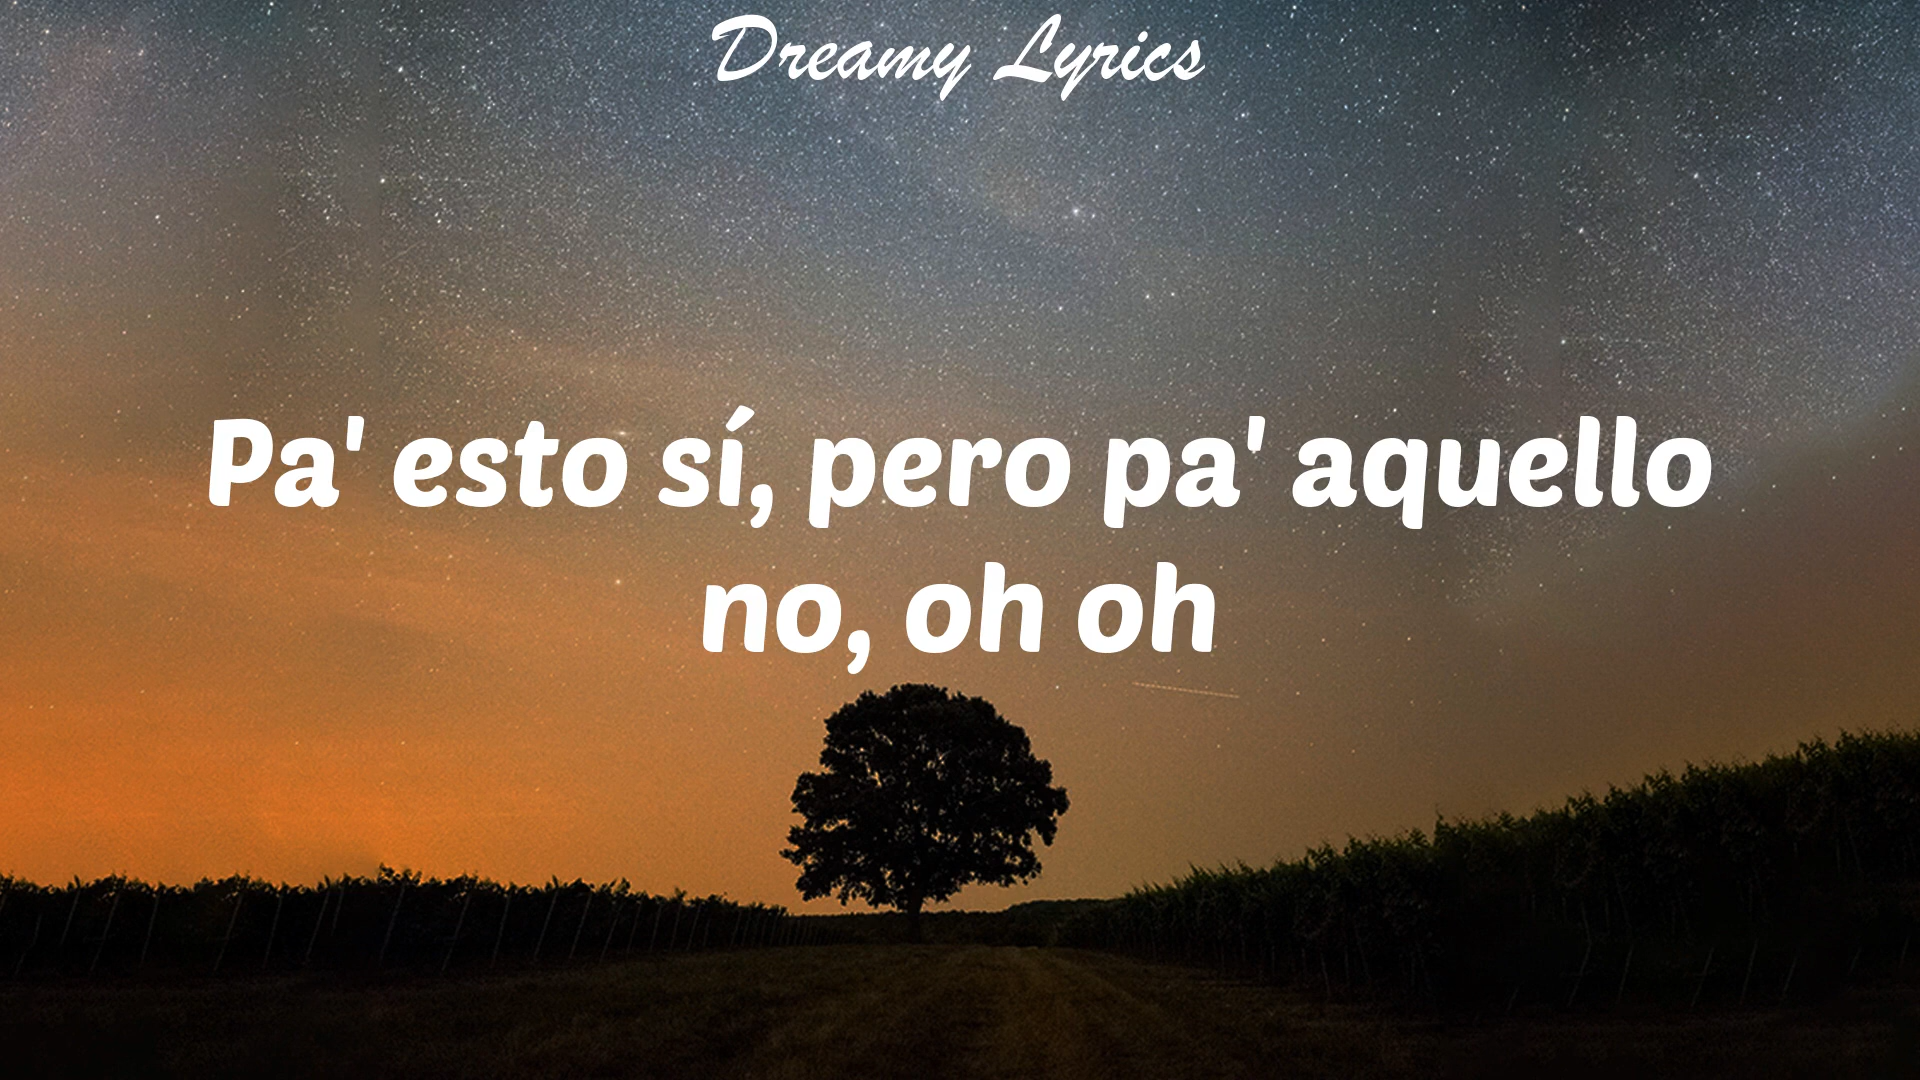 Dreamy Lyrics
Pa' esto sí, pero pa' aquello
no, oh oh